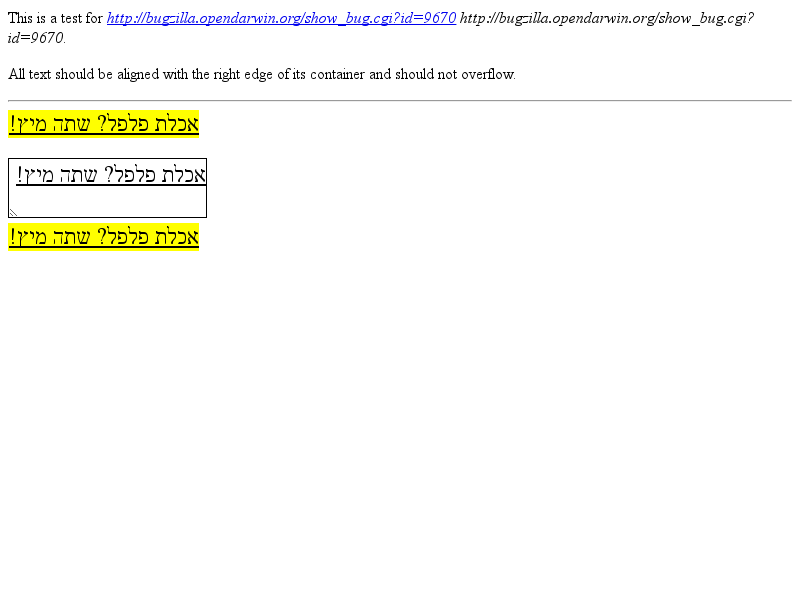 This is a test for http://bugzilla.opendarwin.org/show_bug.cgi?id=9670 http://bugzilla.opendarwin.org/show_bug.cgi?
id=9670.
All text should be aligned with the right edge of its container and should not overflow.
אכלת פלפל? שתה מיץ!
אכלת פלפל? שתה מיץ!
אכלת פלפל? שתה מיץ!